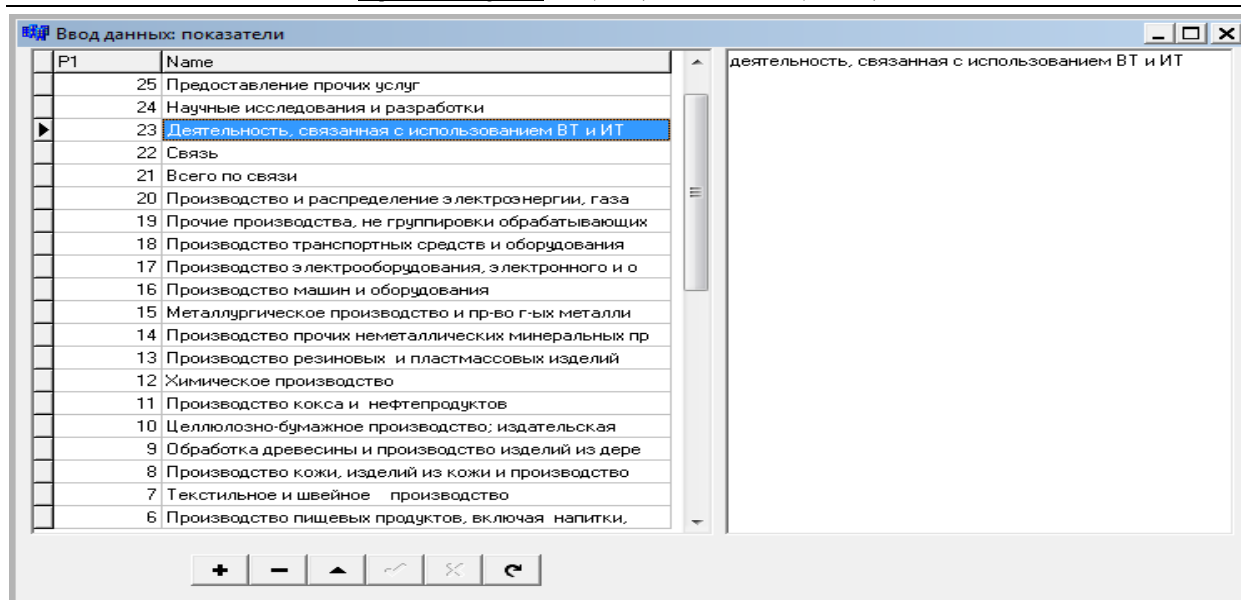 Ввод данных: показатели
P1 Name
25 Предоставление прочих услуг
24 Научные исследования и разработки
23 Деятельность, связанная с использованием ВТ и ИТ
22 Связь
21 Всего по связи
20 Производство и распределение электроэнергии, газа
19 Прочие производства, не группировки обрабатывающих
18 Производство транспортных средств и оборудования
17 Производство электрооборудования, электронного и о
16 Производство машин и оборудования
15 Металлургическое производство и пр-во г-ых металли
14 Производство прочих неметаллических минеральных пр
13 Производство резиновых и пластмассовых изделий
12 Химическое производство
11 Производство кокса и нефтепродуктов
10 Целлюлозно-бумажное производство; издательская
9 Обработка древесины и производство изделий из дере
8 Производство кожи, изделий из кожи и производство
7 Текстильное и швейное производство
6 Производство пищевых продуктов, включая напитки,
деятельность, связанная с использованием ВТ и ИТ